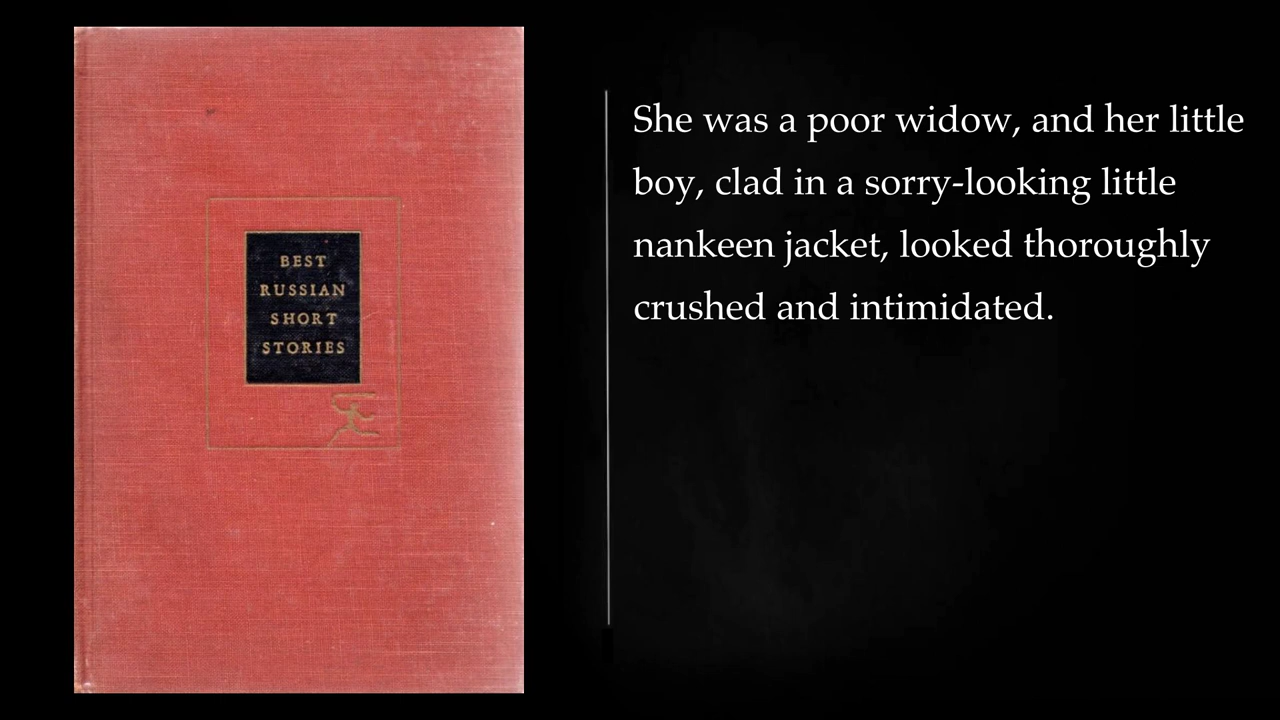 BEST
RUSSIAN
SHORT
STORIES
She was a poor widow, and her little
boy, clad in a sorry-looking little
nankeen jacket, looked thoroughly
crushed and intimidated.